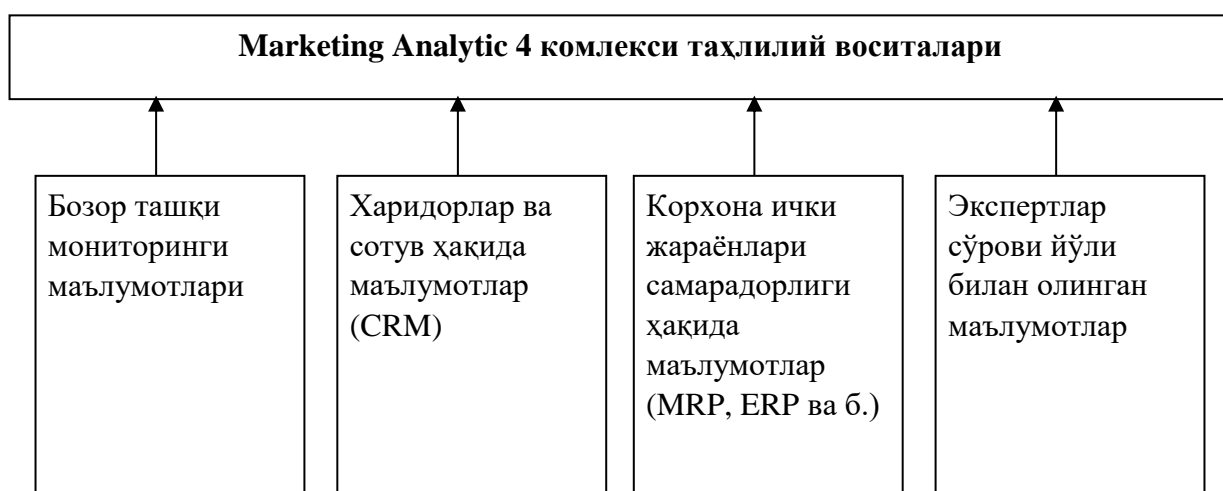 Marketing Analytic 4 комлекси таҳлилий воситалари
Бозор ташқи
мониторинги
маълумотлари
Харидорлар ва
сотув ҳақида
маълумотлар
(CRM)
Корхона ички
жараёнлари
самарадорлиги
ҳақида
маълумотлар
(MRP, ERP ва б.)
Экспертлар
сўрови йўли
билан олинган
маълумотлар